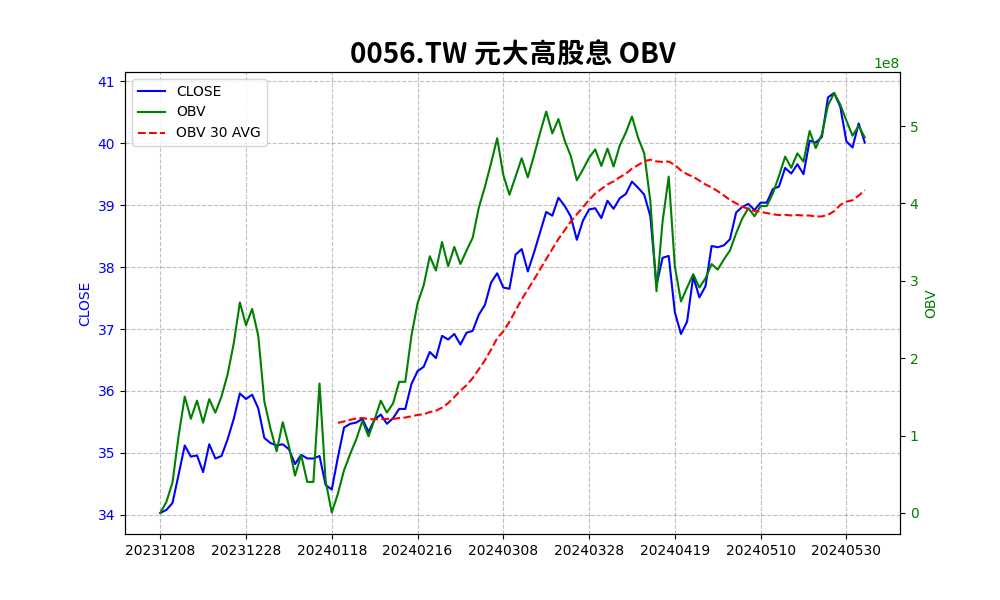 0056.TW 元大高股息 OBV
1e8
CLOSE
OBV
OBV 30 AVG
41
40
39
38
37
36
35
34
CLOSE
5
4
3
2
1
0
OBV
20231208 20231228 20240118 20240216 20240308 20240328 20240419 20240510 20240530